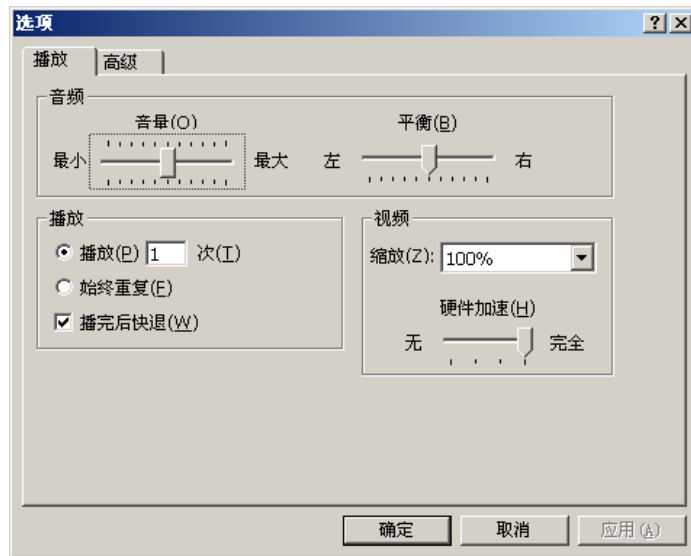 选项
播放 高级
音频
音量(O) 平衡(B)
最小 最大 左 右
播放 视频
播放(P) 1 次(T) 缩放(Z): 100%
始终重复(F)
播完后快退(W) 硬件加速(H)
无 完全
确定 取消 应用(A)